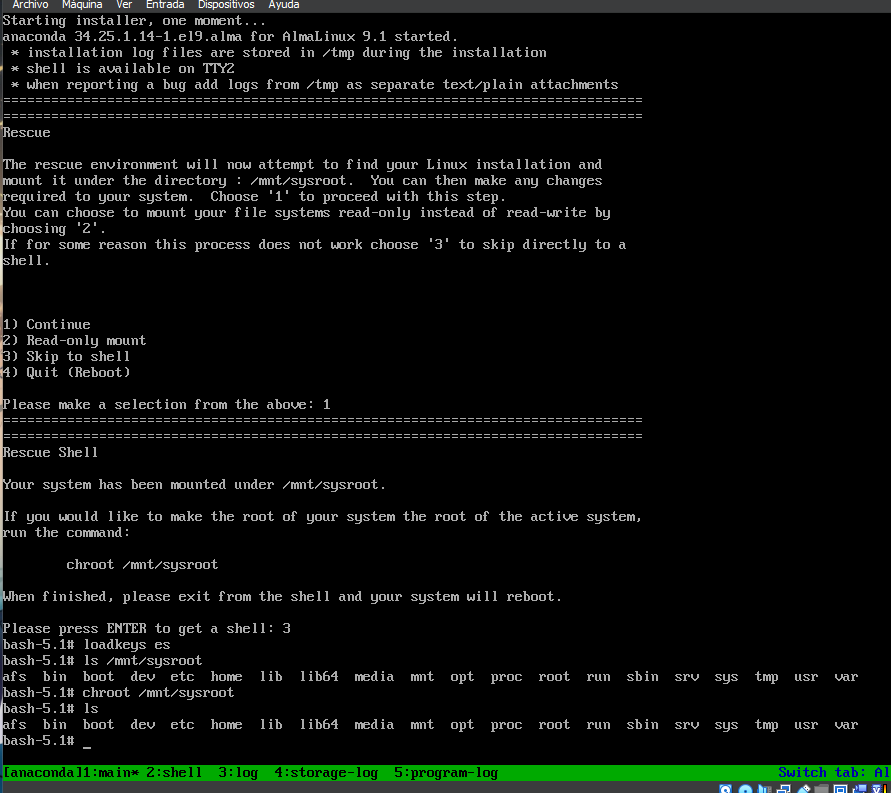 Archivo Máquina Ver Entrada Dispositivos Ayuda
Starting installer, one moment...
anaconda 34.25.1.14-1.el9.alma for AlmaLinux 9.1 started.
* installation log files are stored in /tmp during the installation
* shell is available on TTY2
* when reporting a bug add logs from /tmp as separate text/plain attachments
================================================================================
================================================================================
Rescue
The rescue environment will now attempt to find your Linux installation and
mount it under the directory : /mnt/sysroot.  You can then make any changes
required to your system.  Choose '1' to proceed with this step.
You can choose to mount your file systems read-only instead of read-write by
choosing '2'.
If for some reason this process does not work choose '3' to skip directly to a
shell.
1) Continue
2) Read-only mount
3) Skip to shell
4) Quit (Reboot)
Please make a selection from the above: 1
================================================================================
================================================================================
Rescue Shell
Your system has been mounted under /mnt/sysroot.
If you would like to make the root of your system the root of the active system,
run the command:
chroot /mnt/sysroot
When finished, please exit from the shell and your system will reboot.
Please press ENTER to get a shell: 3
bash-5.1# loadkeys es
bash-5.1# ls /mnt/sysroot
afs  bin  boot  dev  etc  home  lib  lib64  media  mnt  opt  proc  root  run  sbin  srv  sys  tmp  usr  var
bash-5.1# chroot /mnt/sysroot
bash-5.1# ls
afs  bin  boot  dev  etc  home  lib  lib64  media  mnt  opt  proc  root  run  sbin  srv  sys  tmp  usr  var
bash-5.1# _
[anaconda]1:main* 2:shell  3:log  4:storage-log  5:program-log Switch tab: Al